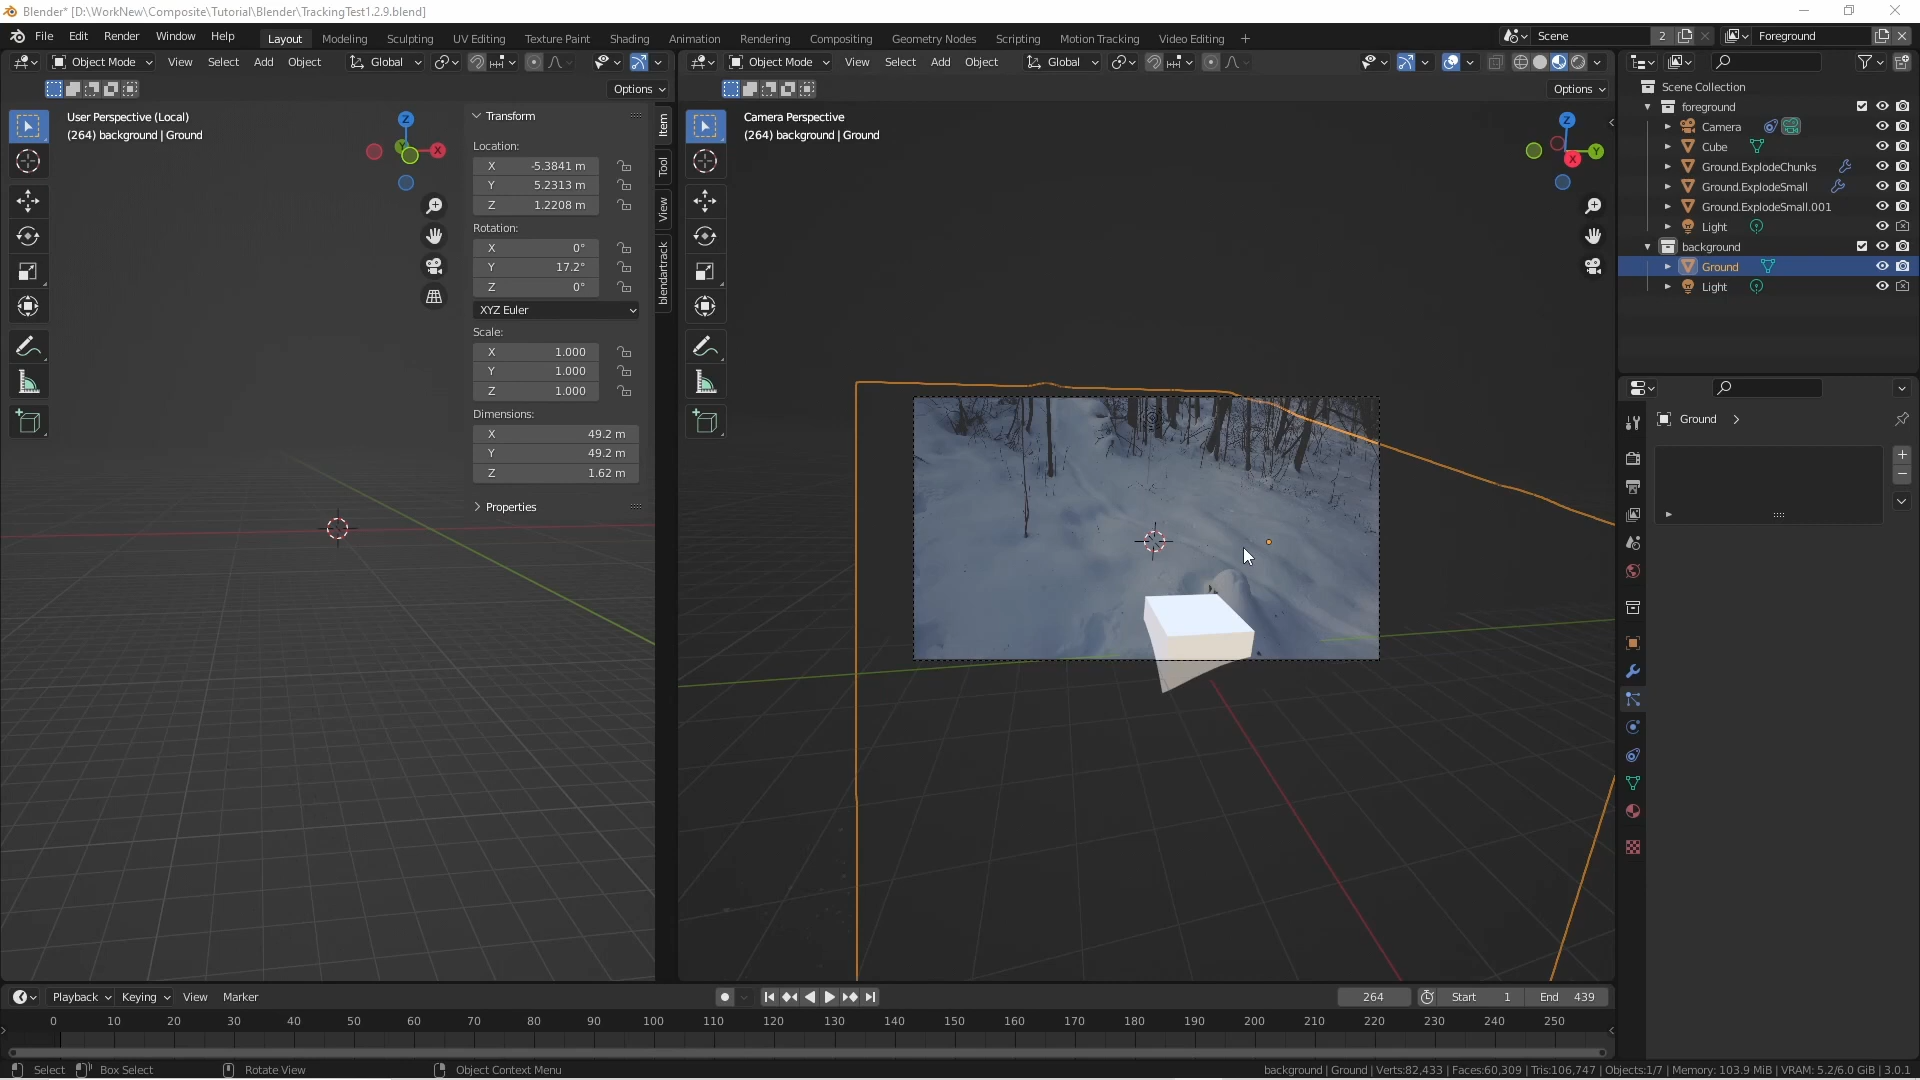 Blender* [D:\WorkNew\Composite\Tutorial\Blender\TrackingTest1.2.9.blend]
File Edit Render Window Help Layout Modeling Sculpting UV Editing Texture Paint Shading Animation Rendering Compositing Geometry Nodes Scripting Motion Tracking Video Editing + Scene 2 Foreground
Object Mode View Select Add Object Global
Object Mode View Select Add Object Global
Options
Options
User Perspective (Local)
(264) background | Ground
Z
X
Y
Transform
Location:
X -5.3841 m
Y 5.2313 m
Z 1.2208 m
Rotation:
X 0°
Y 17.2°
Z 0°
XYZ Euler
Scale:
X 1.000
Y 1.000
Z 1.000
Dimensions:
X 49.2 m
Y 49.2 m
Z 1.62 m
Properties
Item
Tool
View
blendartrack
Camera Perspective
(264) background | Ground
Z
Y
X
Scene Collection
foreground
Camera
Cube
Ground.ExplodeChunks
Ground.ExplodeSmall
Ground.ExplodeSmall.001
Light
background
Ground
Light
Ground
Playback Keying View Marker 264 Start 1 End 439
0 10 20 30 40 50 60 70 80 90 100 110 120 130 140 150 160 170 180 190 200 210 220 230 240 250
Select Box Select Rotate View Object Context Menu background | Ground | Verts:82,433 | Faces:60,309 | Tris:106,747 | Objects:1/7 | Memory: 103.9 MiB | VRAM: 5.2/6.0 GiB | 3.0.1